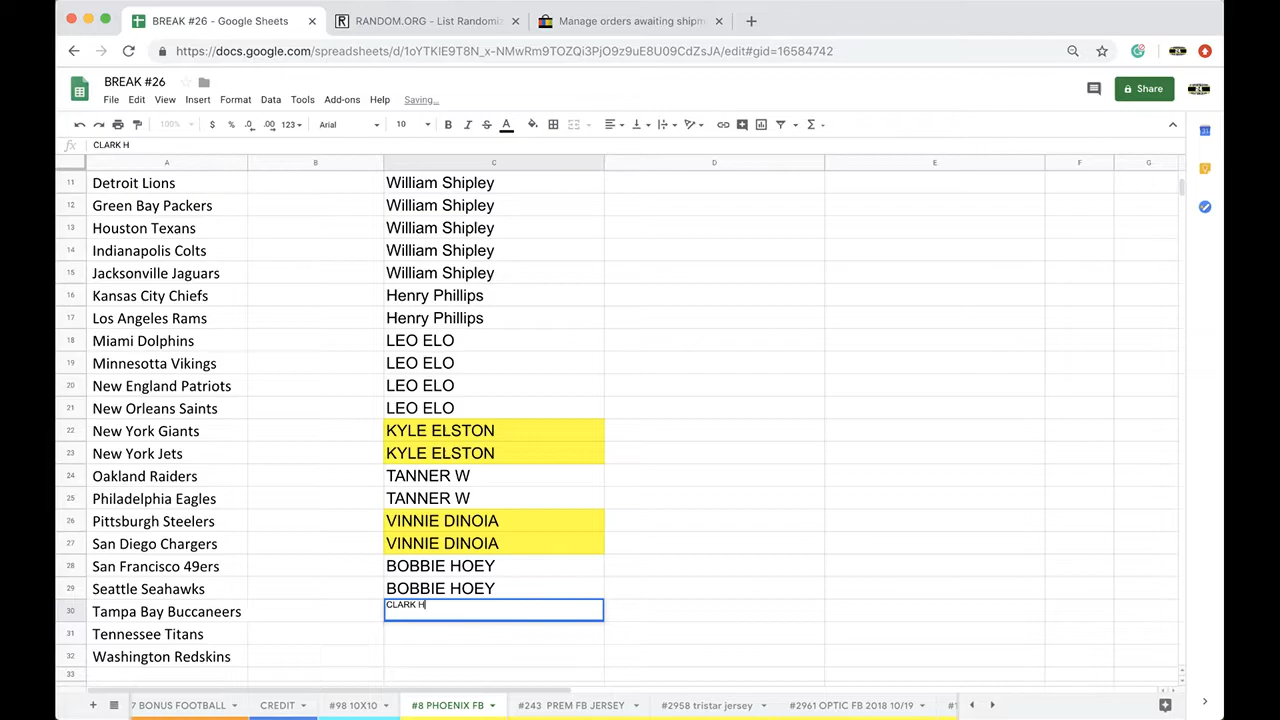 BREAK #26 - Google Sheets
RANDOM.ORG - List Randomi
Manage orders awaiting shipm
https://docs.google.com/spreadsheets/d/1oYTKlE9T8N_x-NMwRm9TOZQi3PjO9z9uE8U09CdZsJA/edit#gid=16584742
BREAK #26
File Edit View Insert Format Data Tools Add-ons Help Saving...
Share
100% $ % .0 .00 123 Arial 10 B I S A
fx CLARK H
A B C D E F G
11 Detroit Lions William Shipley
12 Green Bay Packers William Shipley
13 Houston Texans William Shipley
14 Indianapolis Colts William Shipley
15 Jacksonville Jaguars William Shipley
16 Kansas City Chiefs Henry Phillips
17 Los Angeles Rams Henry Phillips
18 Miami Dolphins LEO ELO
19 Minnesotta Vikings LEO ELO
20 New England Patriots LEO ELO
21 New Orleans Saints LEO ELO
22 New York Giants KYLE ELSTON
23 New York Jets KYLE ELSTON
24 Oakland Raiders TANNER W
25 Philadelphia Eagles TANNER W
26 Pittsburgh Steelers VINNIE DINOIA
27 San Diego Chargers VINNIE DINOIA
28 San Francisco 49ers BOBBIE HOEY
29 Seattle Seahawks BOBBIE HOEY
30 Tampa Bay Buccaneers CLARK H
31 Tennessee Titans
32 Washington Redskins
33
7 BONUS FOOTBALL CREDIT #98 10X10 #8 PHOENIX FB #243 PREM FB JERSEY #2958 tristar jersey #2961 OPTIC FB 2018 10/19 #1